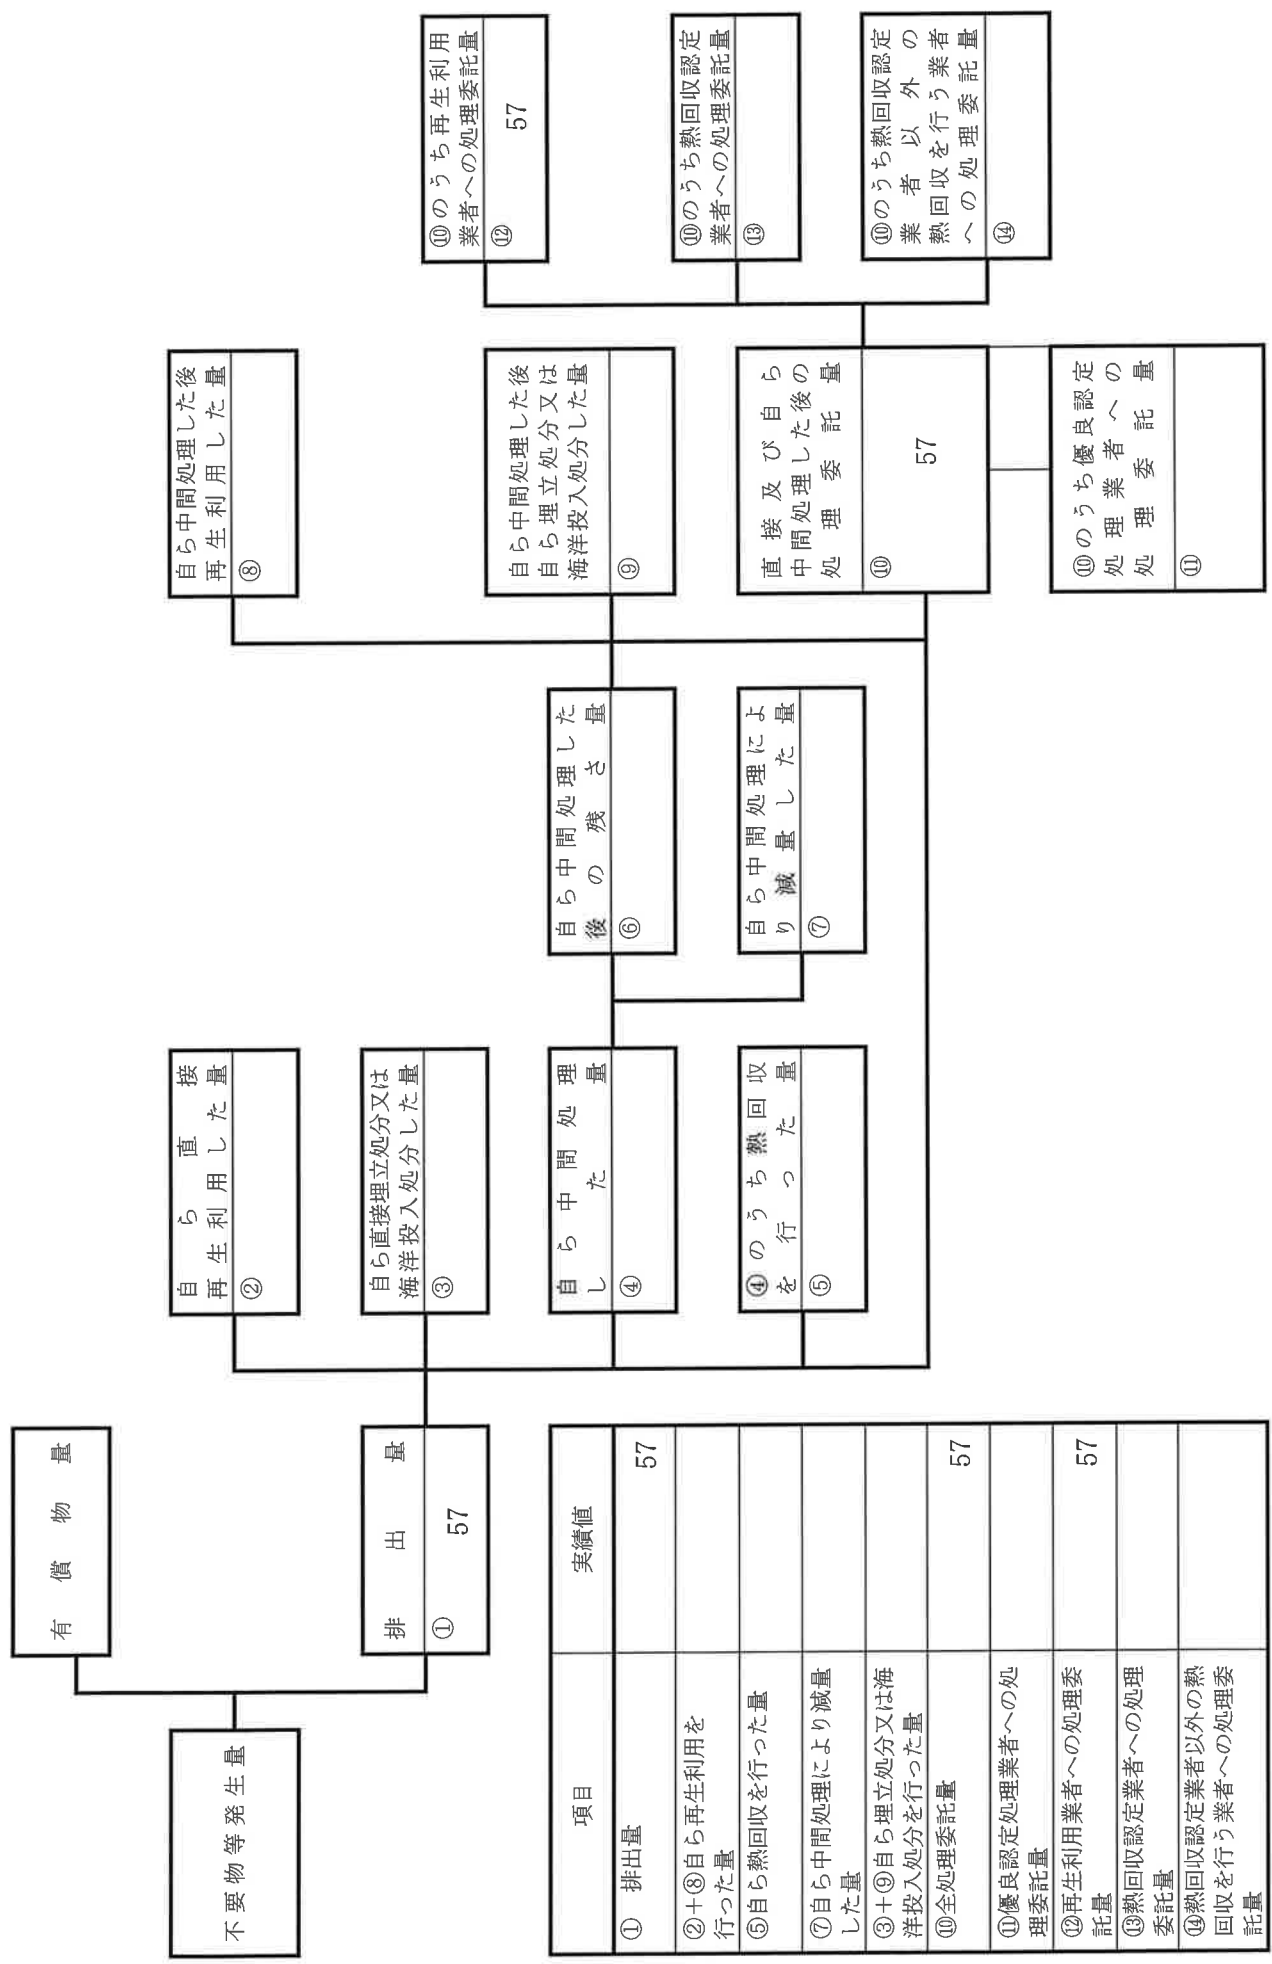 有償物量
不要物等発生量
排出量
① 57
自ら直接
再生利用した量
②
自ら直接埋立処分又は
海洋投入処分した量
③
自ら中間処理
した量
④
④のうち熱回収
を行った量
⑤
自ら中間処理した
後の残さ量
⑥
自ら中間処理によ
り減量した量
⑦
自ら中間処理した後
再生利用した量
⑧
自ら中間処理した後
自ら埋立処分又は
海洋投入処分した量
⑨
直接及び自ら
中間処理した後の
処理委託量
⑩ 57
⑩のうち優良認定
処理業者への
処理委託量
⑪
⑩のうち再生利用
業者への処理委託量
⑫ 57
⑩のうち熱回収認定
業者への処理委託量
⑬
⑩のうち熱回収認定
業者以外の
熱回収を行う業者
への処理委託量
⑭
項目 実績値
① 排出量 57
②+⑧自ら再生利用を
行った量
⑤自ら熱回収を行った量
⑦自ら中間処理により減量
した量
③+⑨自ら埋立処分又は海
洋投入処分を行った量
⑩全処理委託量 57
⑪優良認定処理業者への処
理委託量
⑫再生利用業者への処理委
託量 57
⑬熱回収認定業者への処理
委託量
⑭熱回収認定業者以外の熱
回収を行う業者への処理委
託量